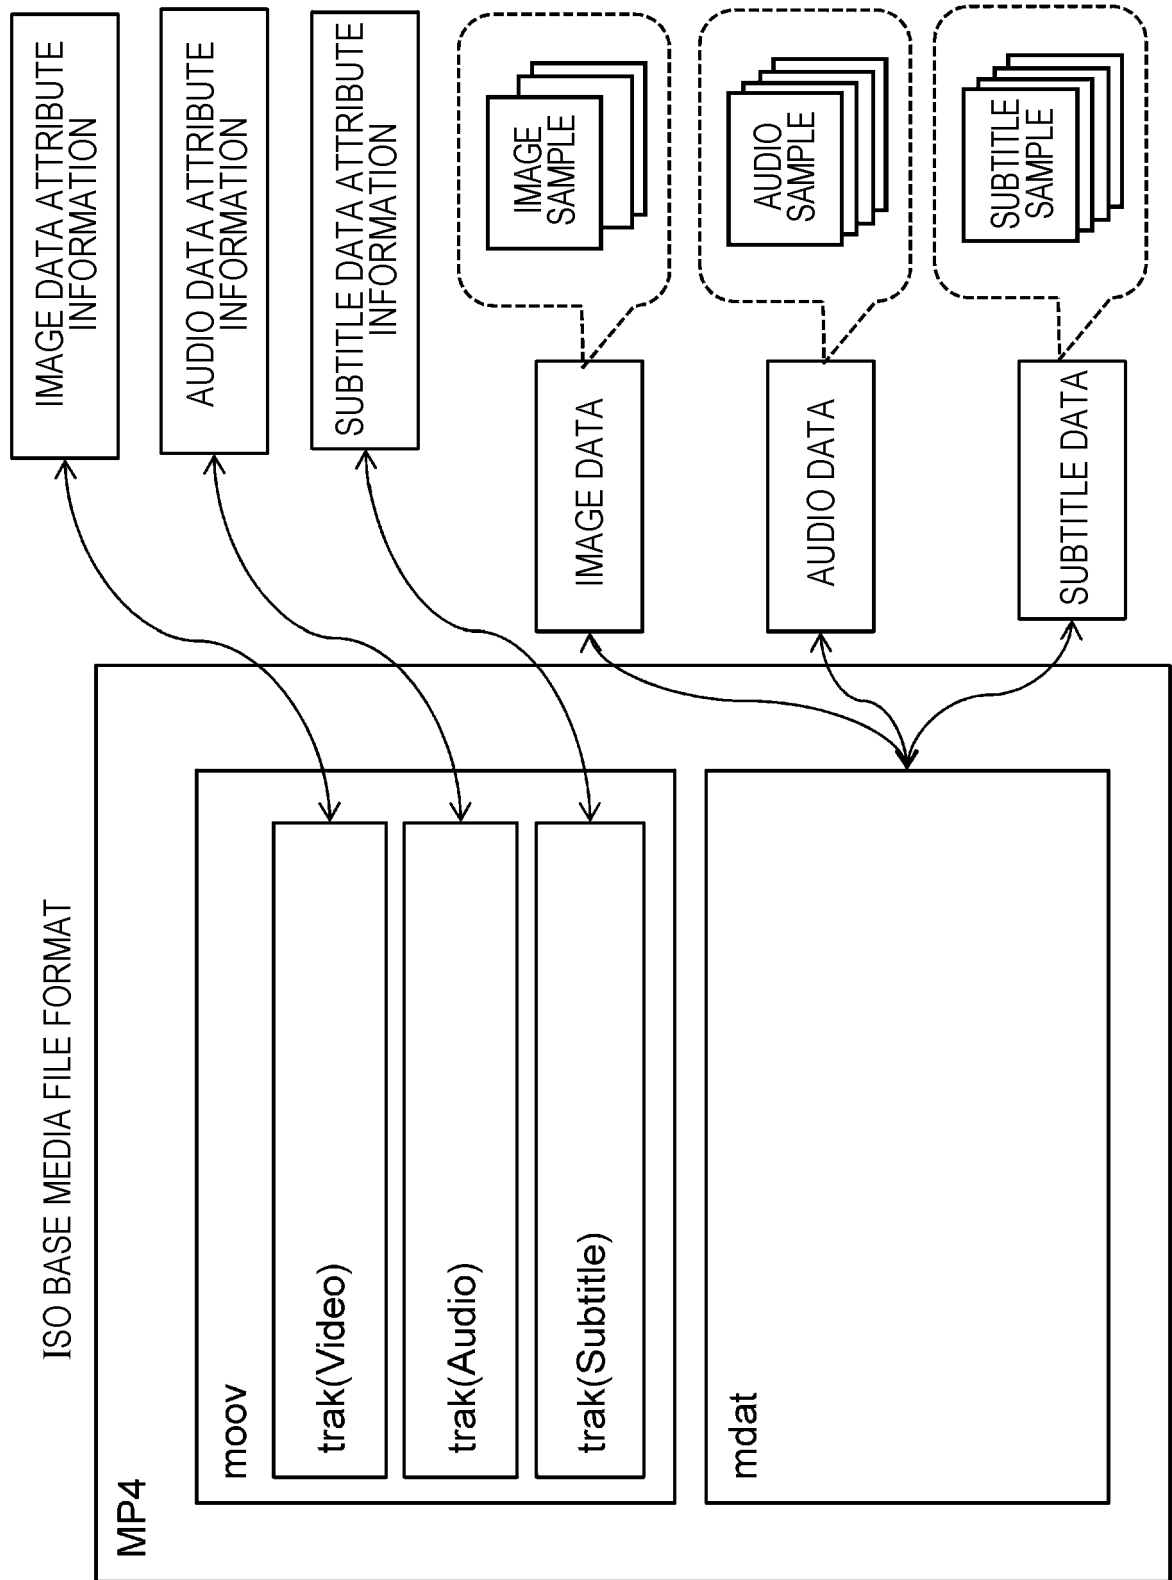 ISO BASE MEDIA FILE FORMAT
MP4
moov
trak(Video)
trak(Audio)
trak(Subtitle)
mdat
IMAGE DATA ATTRIBUTE
INFORMATION
AUDIO DATA ATTRIBUTE
INFORMATION
SUBTITLE DATA ATTRIBUTE
INFORMATION
IMAGE DATA
IMAGE
SAMPLE
AUDIO DATA
AUDIO
SAMPLE
SUBTITLE DATA
SUBTITLE
SAMPLE